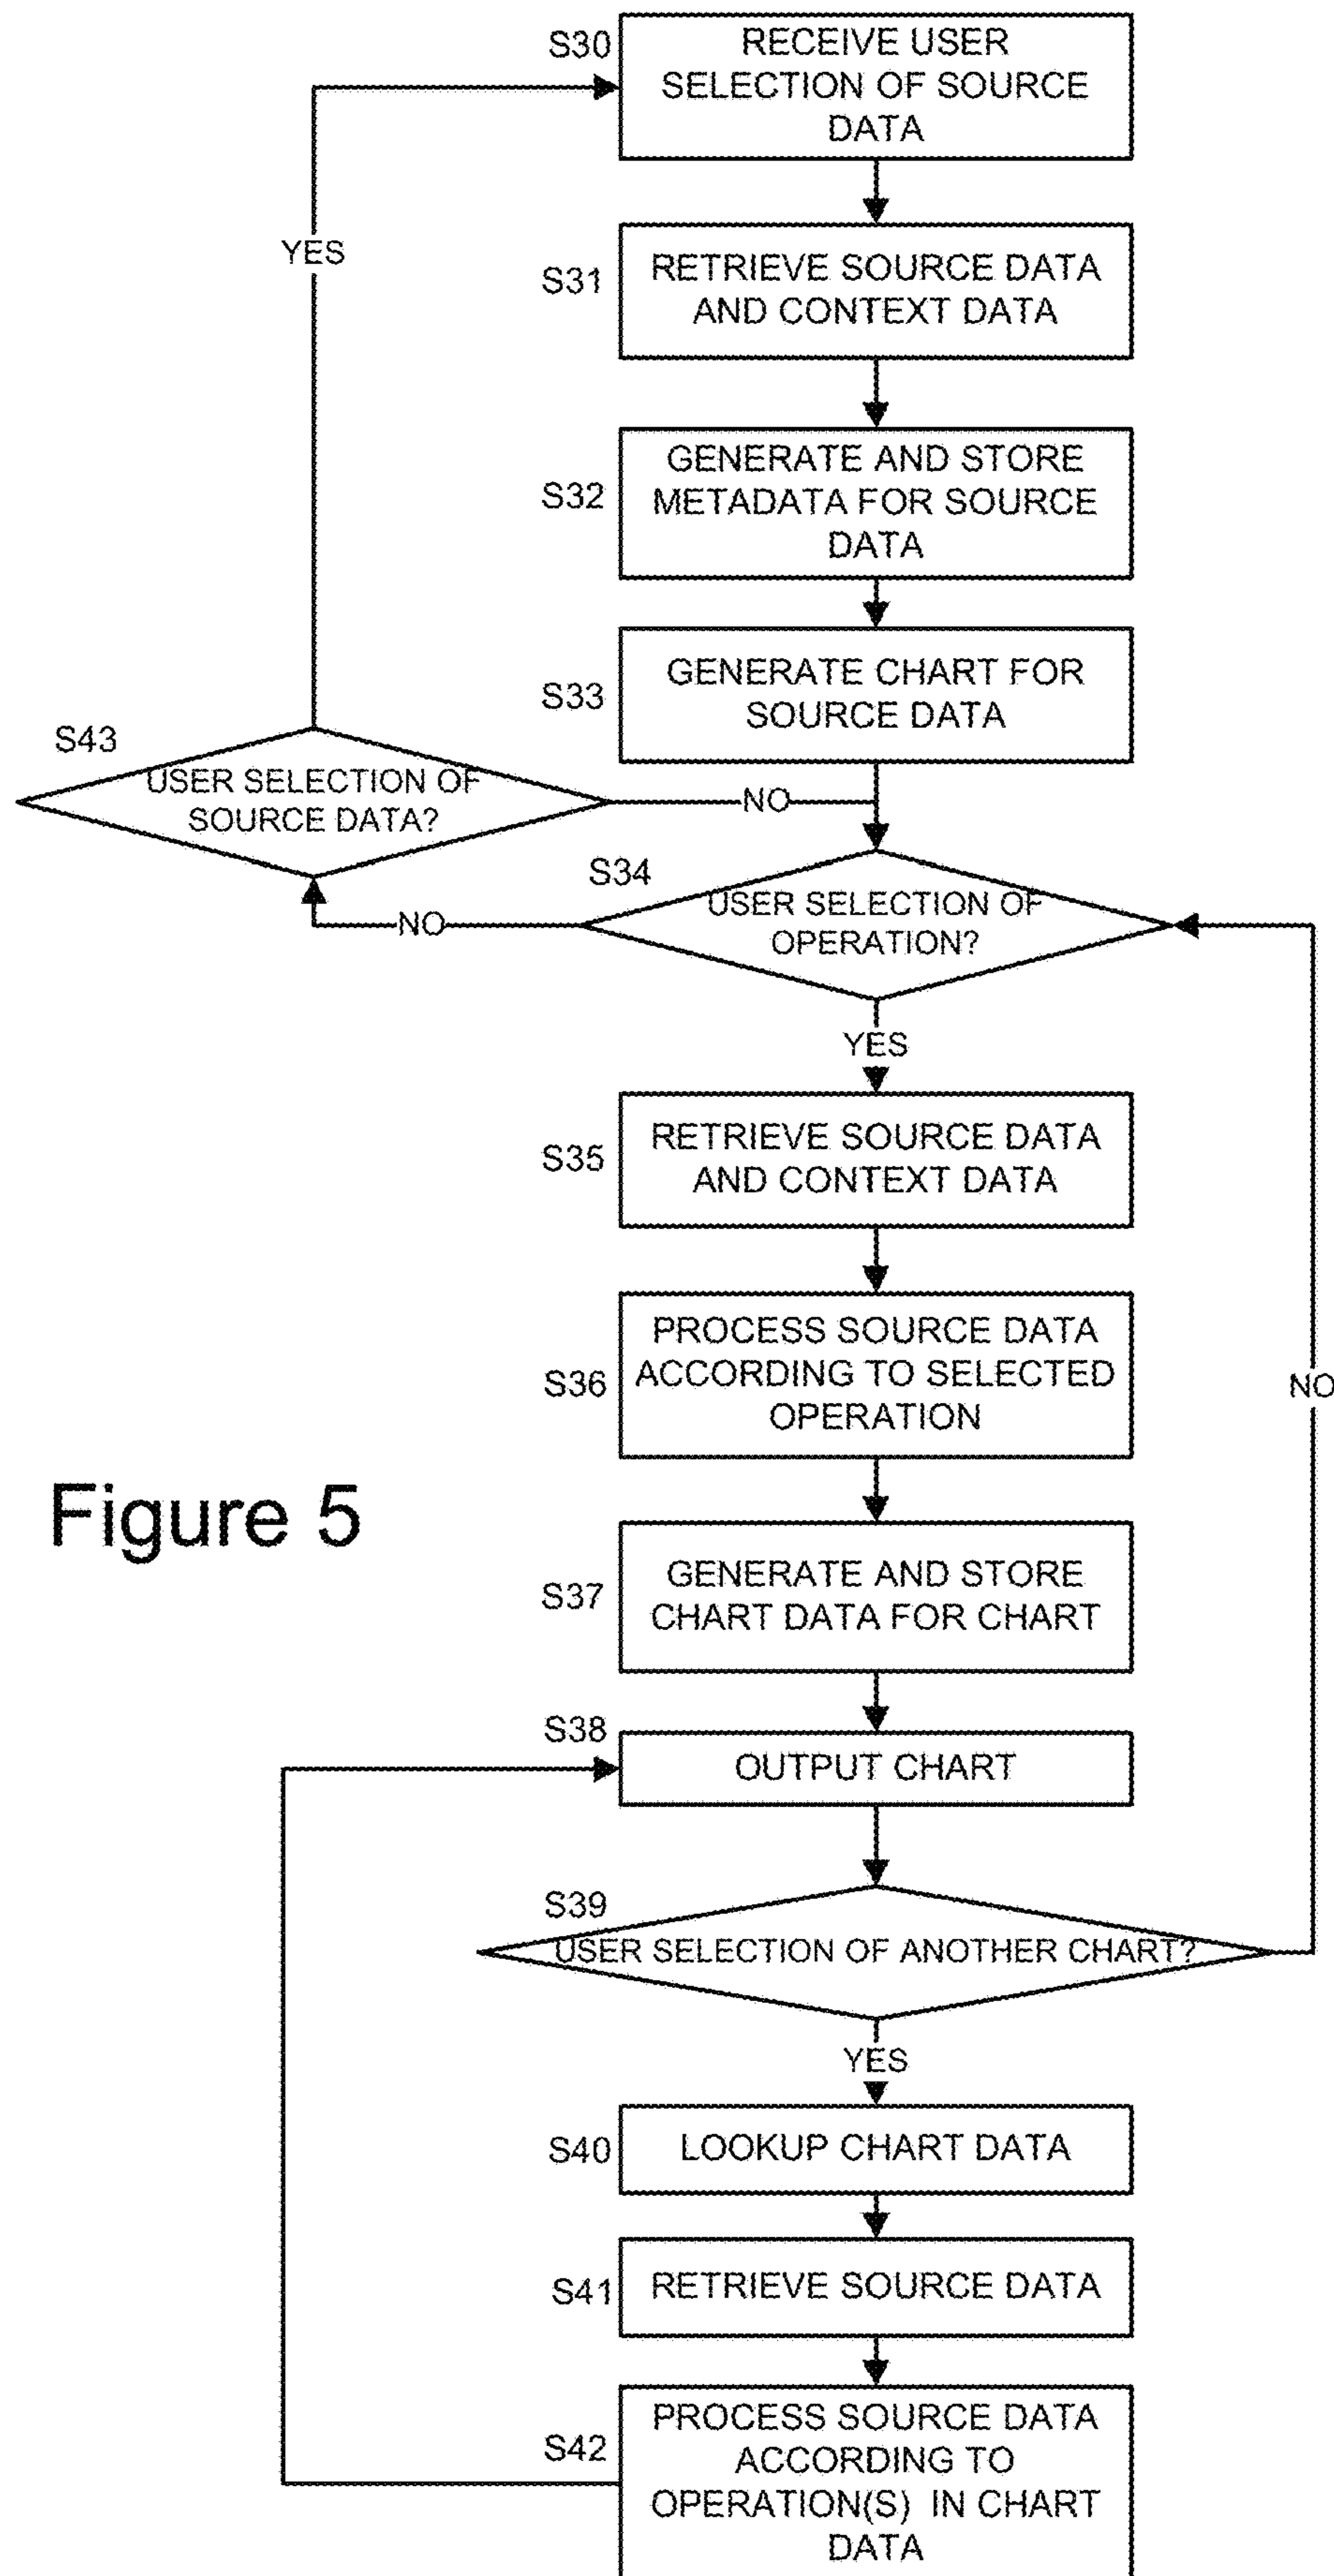 S30
RECEIVE USER
SELECTION OF SOURCE
DATA
YES
S31
RETRIEVE SOURCE DATA
AND CONTEXT DATA
S32
GENERATE AND STORE
METADATA FOR SOURCE
DATA
S33
GENERATE CHART FOR
SOURCE DATA
S43
USER SELECTION OF
SOURCE DATA?
NO
S34
USER SELECTION OF
OPERATION?
NO
YES
S35
RETRIEVE SOURCE DATA
AND CONTEXT DATA
S36
PROCESS SOURCE DATA
ACCORDING TO SELECTED
OPERATION
NO
Figure 5
S37
GENERATE AND STORE
CHART DATA FOR CHART
S38
OUTPUT CHART
S39
USER SELECTION OF ANOTHER CHART?
YES
S40
LOOKUP CHART DATA
S41
RETRIEVE SOURCE DATA
S42
PROCESS SOURCE DATA
ACCORDING TO
OPERATION(S) IN CHART
DATA